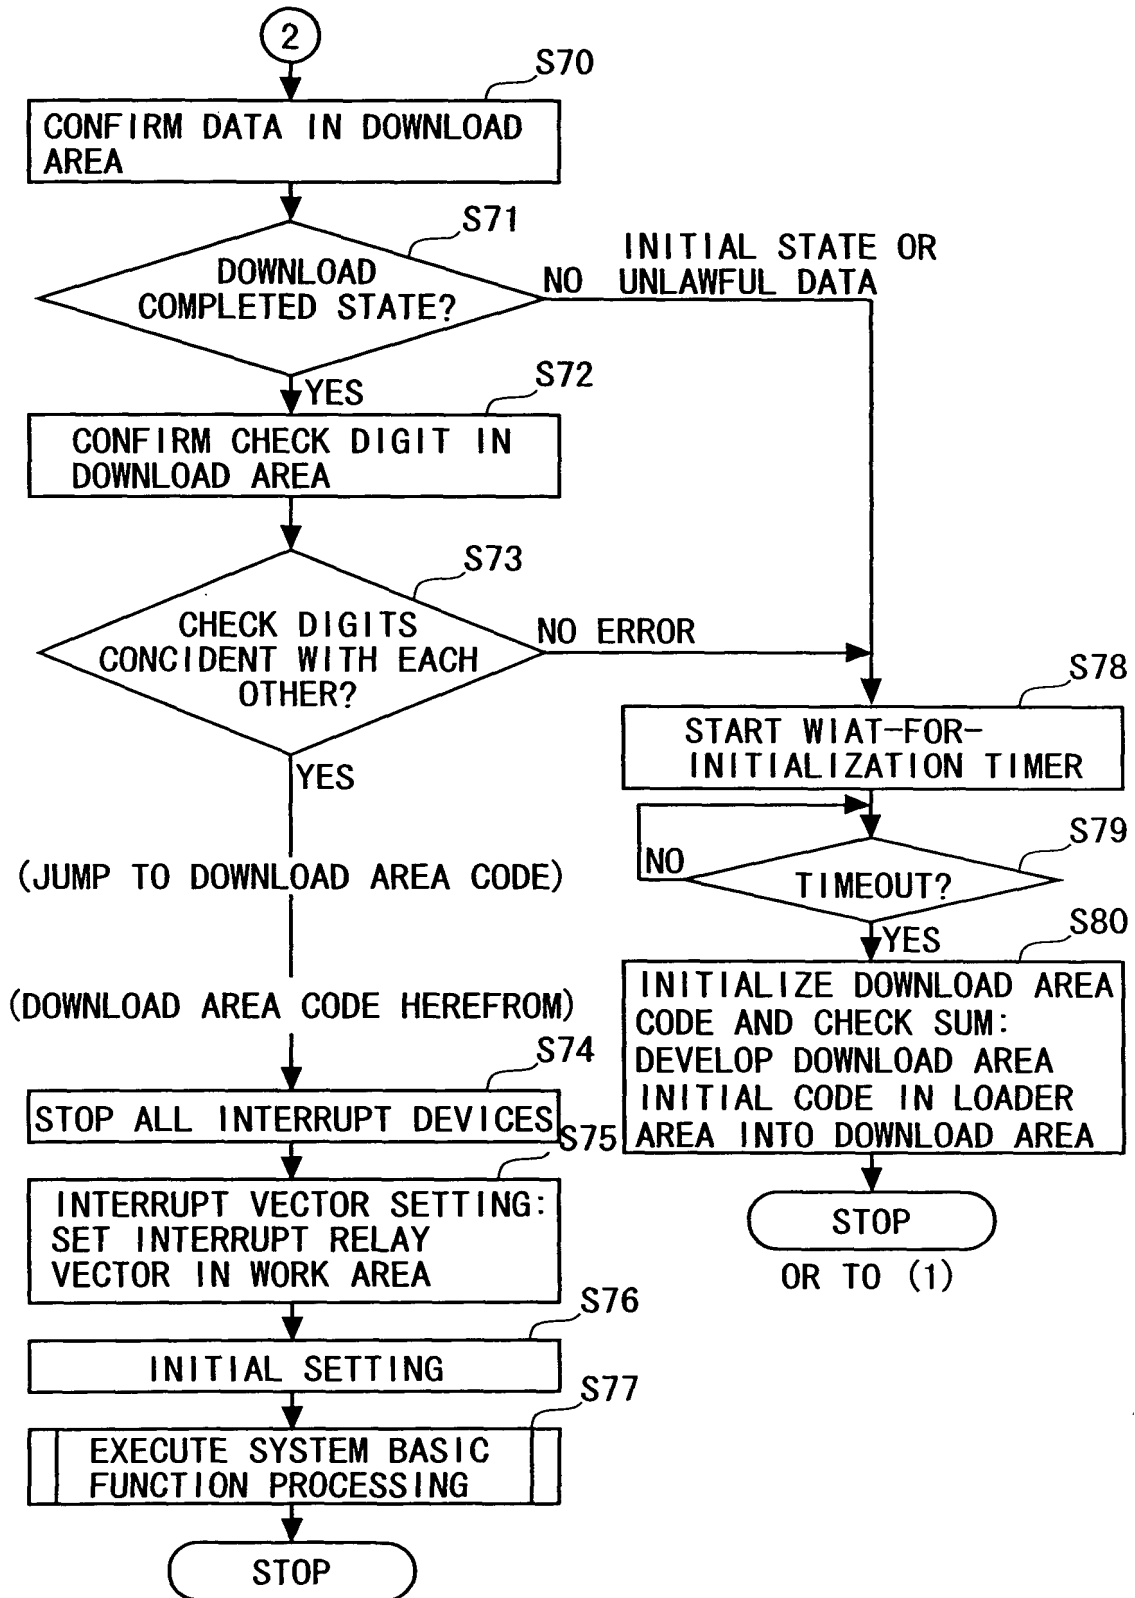 2
S70
CONFIRM DATA IN DOWNLOAD
AREA
S71
DOWNLOAD
COMPLETED STATE?
NO
INITIAL STATE OR
UNLAWFUL DATA
YES
S72
CONFIRM CHECK DIGIT IN
DOWNLOAD AREA
S73
CHECK DIGITS
CONCIDENT WITH EACH
OTHER?
NO ERROR
YES
(JUMP TO DOWNLOAD AREA CODE)
(DOWNLOAD AREA CODE HEREFROM)
S74
STOP ALL INTERRUPT DEVICES
S75
INTERRUPT VECTOR SETTING:
SET INTERRUPT RELAY
VECTOR IN WORK AREA
S76
INITIAL SETTING
S77
EXECUTE SYSTEM BASIC
FUNCTION PROCESSING
STOP
S78
START WIAT-FOR-
INITIALIZATION TIMER
S79
NO
TIMEOUT?
YES
S80
INITIALIZE DOWNLOAD AREA
CODE AND CHECK SUM:
DEVELOP DOWNLOAD AREA
INITIAL CODE IN LOADER
AREA INTO DOWNLOAD AREA
STOP
OR TO (1)